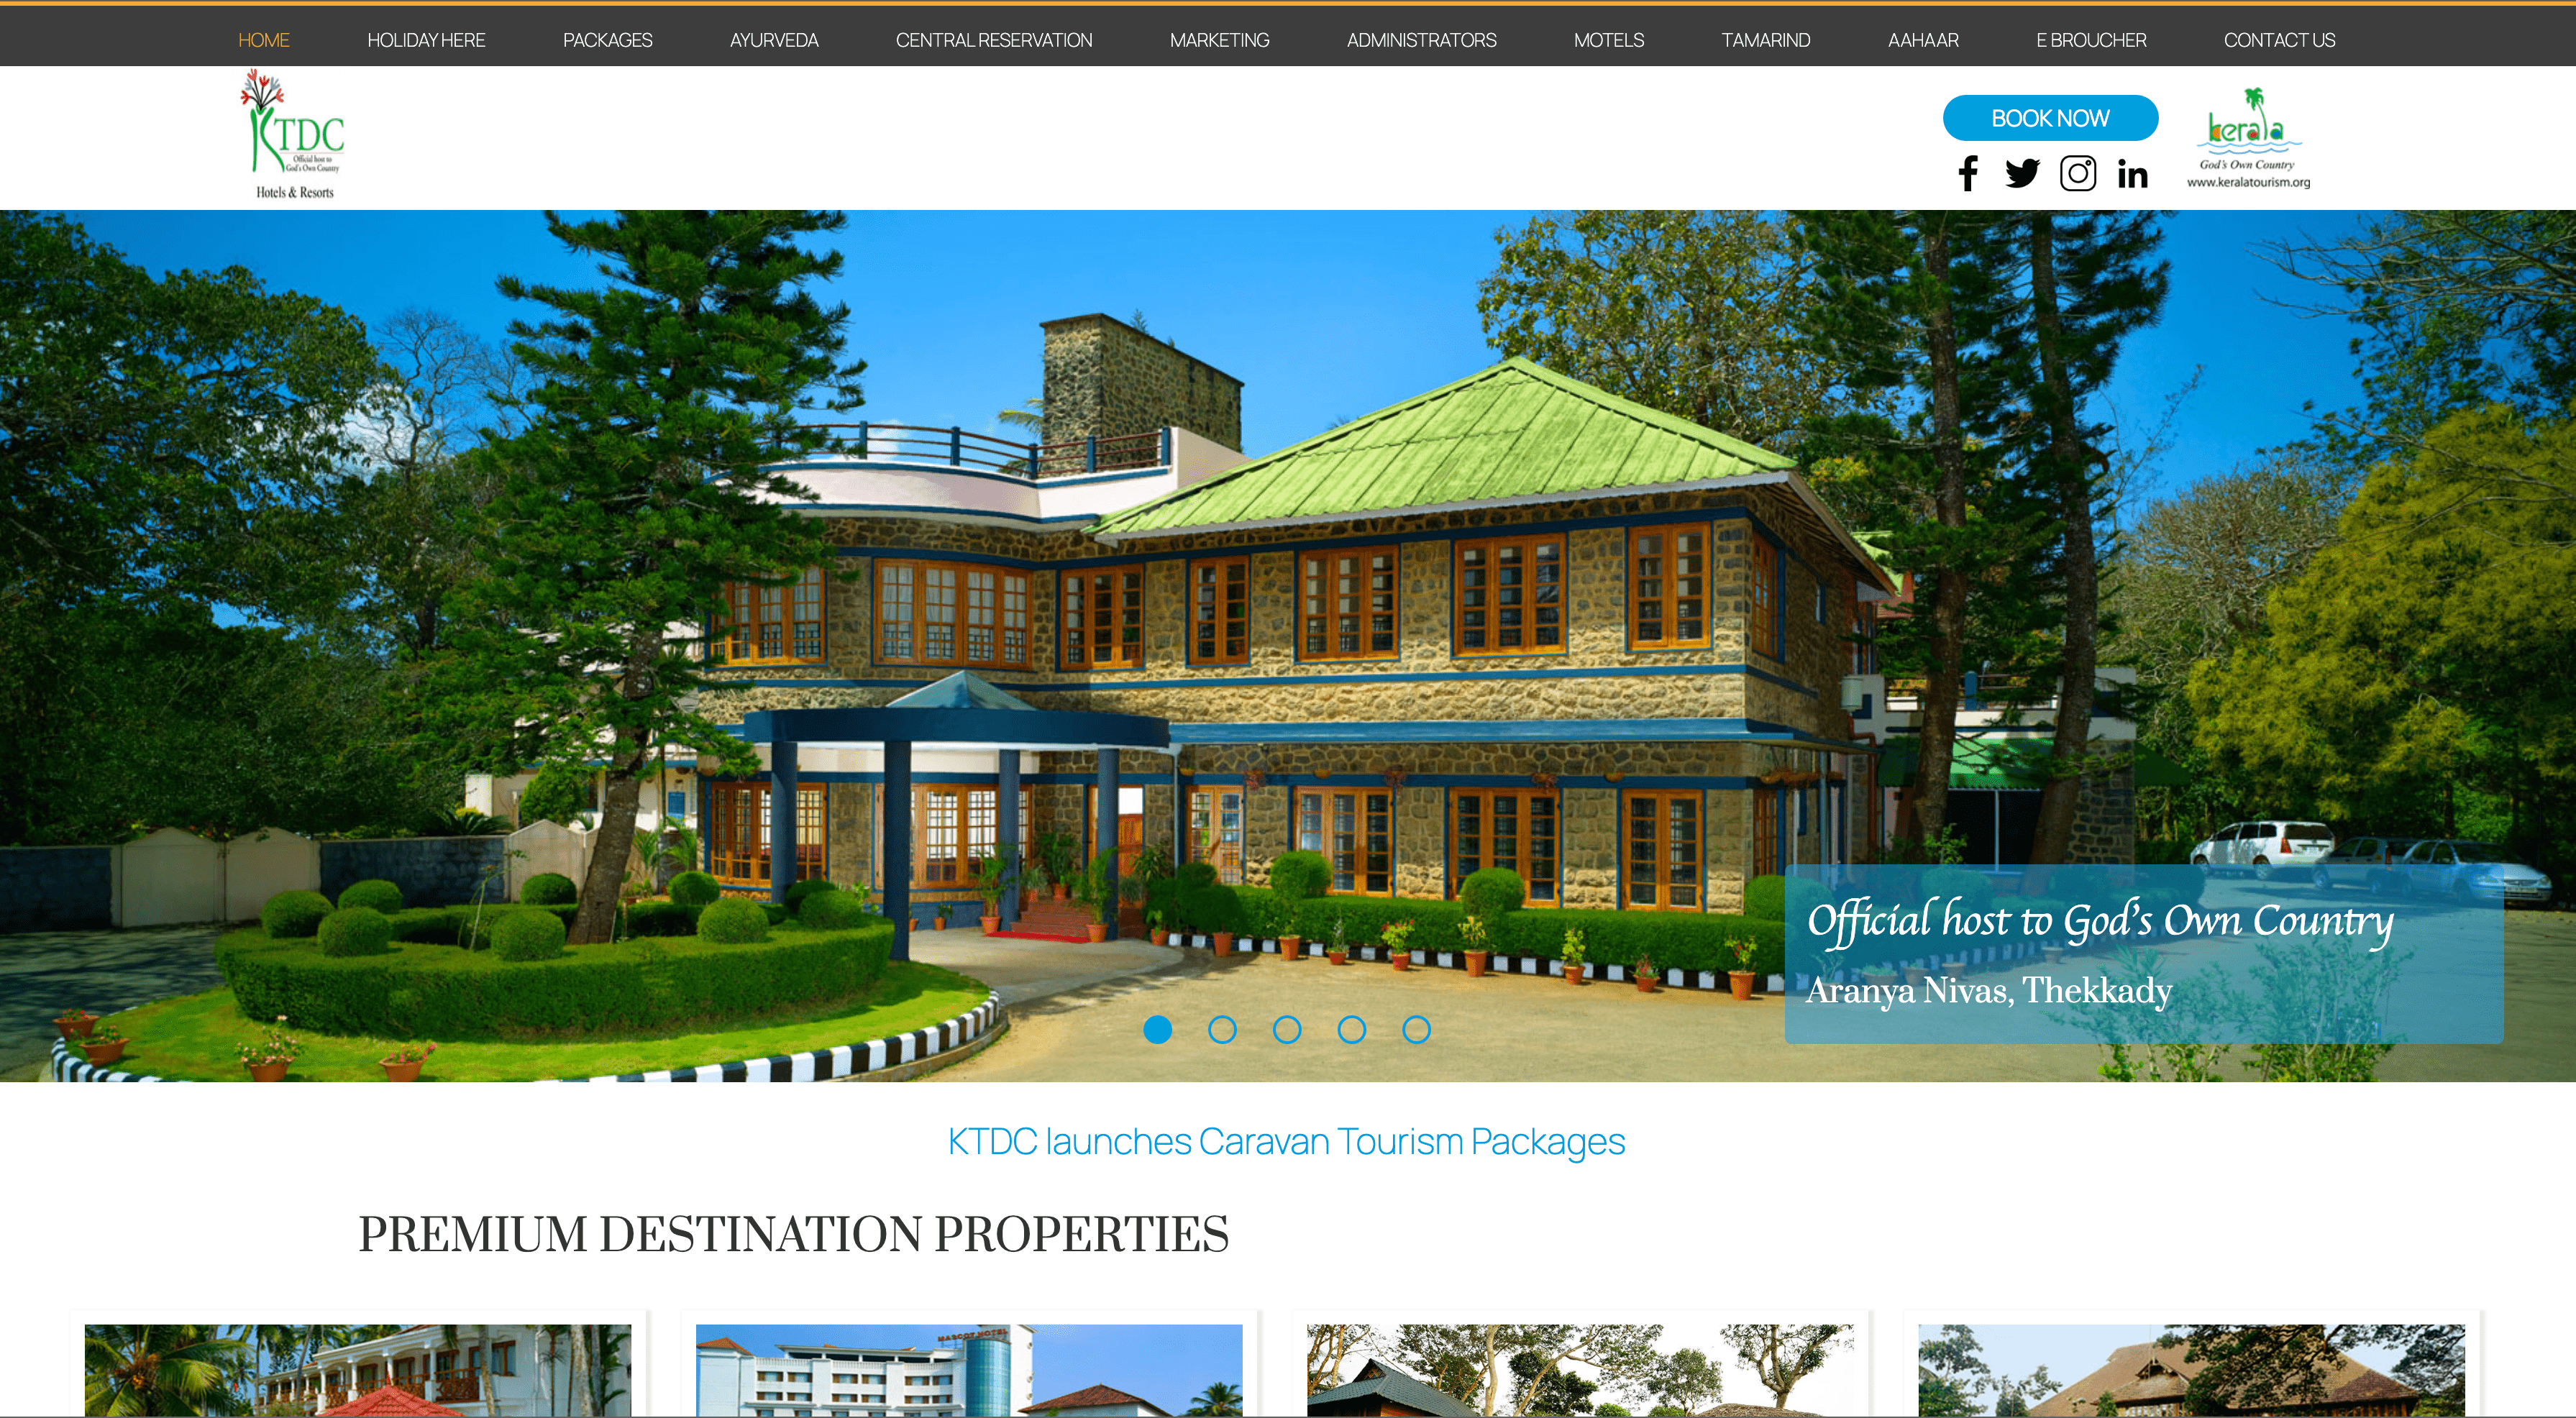 HOME HOLIDAY HERE PACKAGES AYURVEDA CENTRAL RESERVATION MARKETING ADMINISTRATORS MOTELS TAMARIND AAHAAR E BROUCHER CONTACT US
KTDC
Official host to
God's Own Country
Hotels & Resorts
BOOK NOW
kerala
God's Own Country
www.keralatourism.org
Official host to God's Own Country
Aranya Nivas, Thekkady
KTDC launches Caravan Tourism Packages
PREMIUM DESTINATION PROPERTIES
MASCOT HOTEL